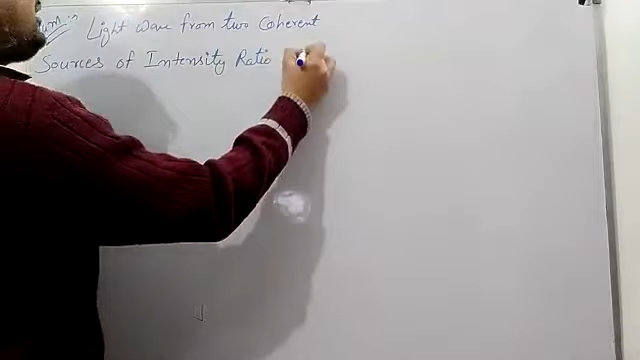 Light wave from two Coherent
Sources of Intensity Ratio